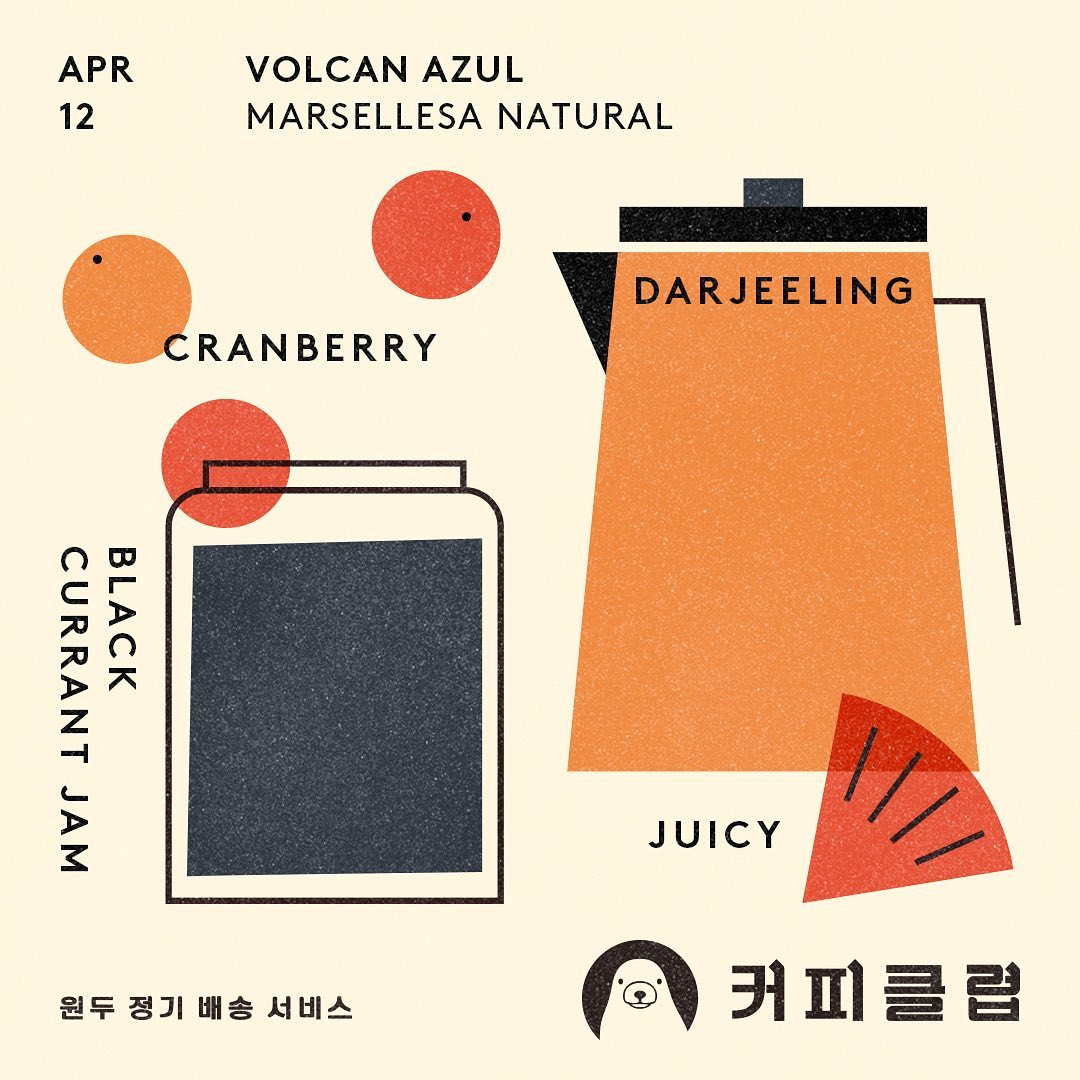 APR
12
VOLCAN AZUL
MARSELLESA NATURAL
DARJEELING
CRANBERRY
BLACK
CURRANT JAM
JUICY
원두 정기 배송 서비스
커피클럽